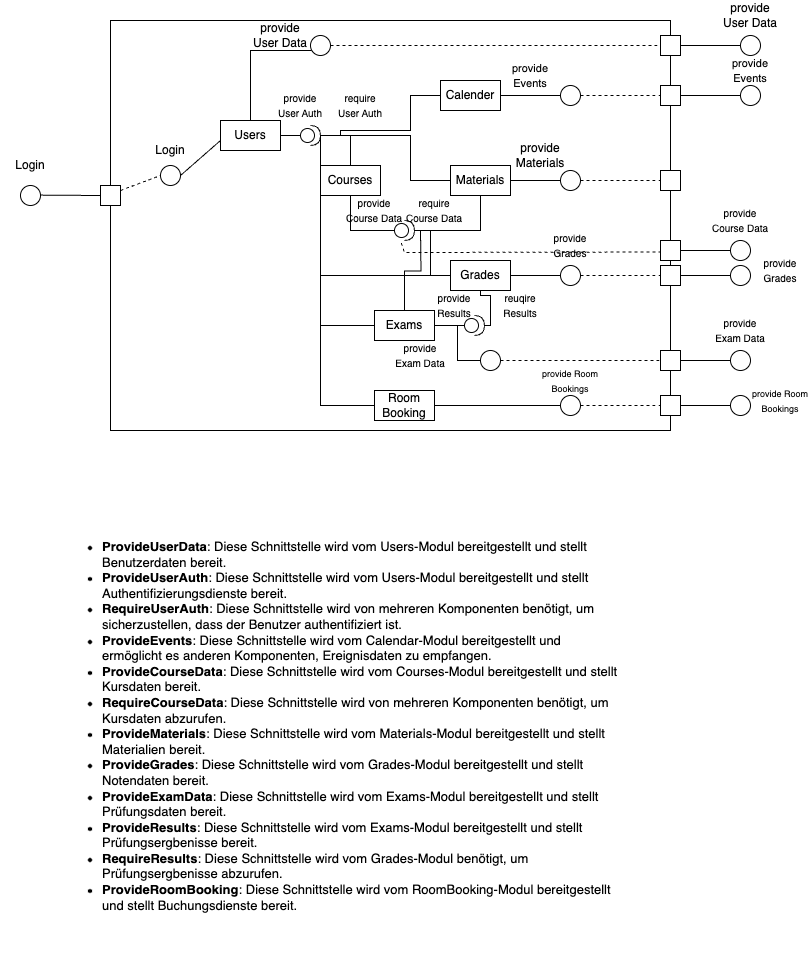 provide
User Data
provide
User Data
provide
Events
provide
Events
Calender
provide
User Auth
require
User Auth
Users
Login
Login
provide
Materials
Courses
Materials
provide
Course Data
require
Course Data
provide
Course Data
provide
Grades
provide
Grades
Grades
provide
Results
reuqire
Results
Exams
provide
Exam Data
provide
Exam Data
provide Room
Bookings
provide Room
Bookings
Room
Booking
• ProvideUserData: Diese Schnittstelle wird vom Users-Modul bereitgestellt und stellt
Benutzerdaten bereit.
• ProvideUserAuth: Diese Schnittstelle wird vom Users-Modul bereitgestellt und stellt
Authentifizierungsdienste bereit.
• RequireUserAuth: Diese Schnittstelle wird von mehreren Komponenten benötigt, um
sicherzustellen, dass der Benutzer authentifiziert ist.
• ProvideEvents: Diese Schnittstelle wird vom Calendar-Modul bereitgestellt und
ermöglicht es anderen Komponenten, Ereignisdaten zu empfangen.
• ProvideCourseData: Diese Schnittstelle wird vom Courses-Modul bereitgestellt und stellt
Kursdaten bereit.
• RequireCourseData: Diese Schnittstelle wird von mehreren Komponenten benötigt, um
Kursdaten abzurufen.
• ProvideMaterials: Diese Schnittstelle wird vom Materials-Modul bereitgestellt und stellt
Materialien bereit.
• ProvideGrades: Diese Schnittstelle wird vom Grades-Modul bereitgestellt und stellt
Notendaten bereit.
• ProvideExamData: Diese Schnittstelle wird vom Exams-Modul bereitgestellt und stellt
Prüfungsdaten bereit.
• ProvideResults: Diese Schnittstelle wird vom Exams-Modul bereitgestellt und stellt
Prüfungsergbenisse bereit.
• RequireResults: Diese Schnittstelle wird vom Grades-Modul benötigt, um
Prüfungsergbenisse abzurufen.
• ProvideRoomBooking: Diese Schnittstelle wird vom RoomBooking-Modul bereitgestellt
und stellt Buchungsdienste bereit.